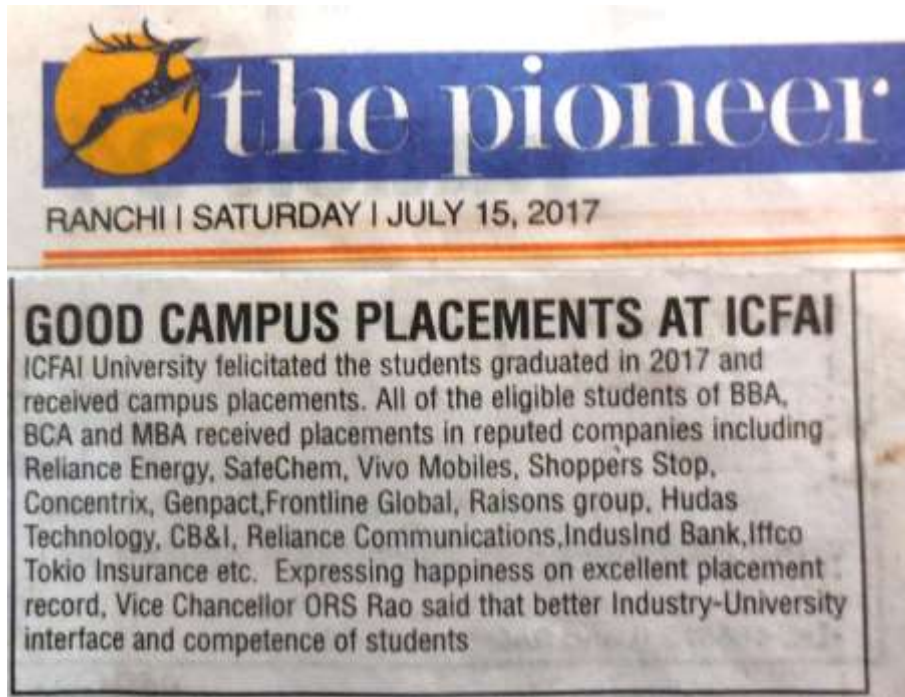 the pioneer
RANCHI I SATURDAY I JULY 15, 2017
GOOD CAMPUS PLACEMENTS AT ICFAI
ICFAI University felicitated the students graduated in 2017 and
received campus placements. All of the eligible students of BBA,
BCA and MBA received placements in reputed companies including
Reliance Energy, SafeChem, Vivo Mobiles, Shoppers Stop,
Concentrix, Genpact,Frontline Global, Raisons group, Hudas
Technology, CB&I, Reliance Communications,IndusInd Bank,Iffco
Tokio Insurance etc. Expressing happiness on excellent placement
record, Vice Chancellor ORS Rao said that better Industry-University
interface and competence of students